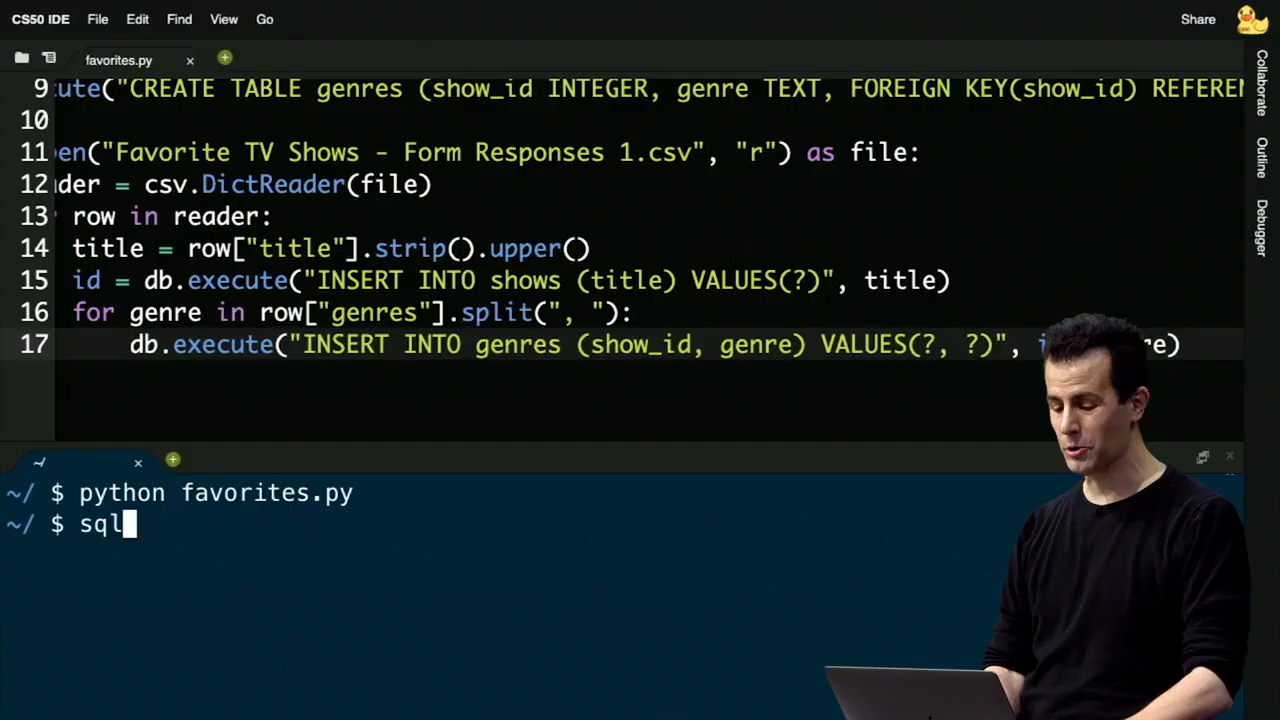 CS50 IDE File Edit View Find Go Share
favorites.py
9 ute("CREATE TABLE genres (show_id INTEGER, genre TEXT, FOREIGN KEY(show_id) REFEREN
10
11 en("Favorite TV Shows - Form Responses 1.csv", "r") as file:
12 der = csv.DictReader(file)
13 row in reader:
14 title = row["title"].strip().upper()
15 id = db.execute("INSERT INTO shows (title) VALUES(?)", title)
16 for genre in row["genres"].split(", "):
17 db.execute("INSERT INTO genres (show_id, genre) VALUES(?, ?)", re)
~/ $ python favorites.py
~/ $ sql
Collaborate
Outline
Debugger